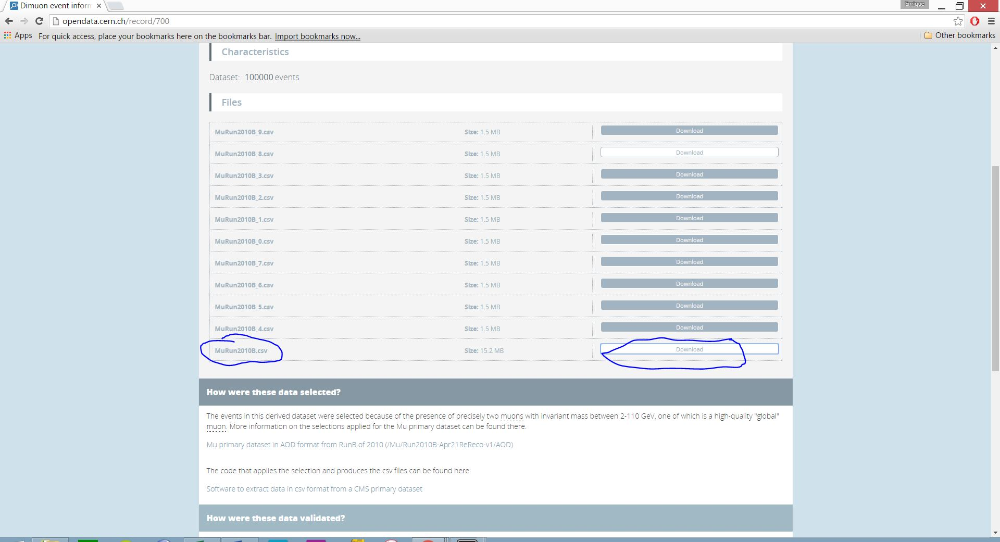 Dimuon event inforn
Enrique
opendata.cern.ch/record/700
Apps For quick access, place your bookmarks here on the bookmarks bar. Import bookmarks now... Other bookmarks
Characteristics
Dataset: 100000 events
Files
MuRun2010B_9.csv Size: 1.5 MB Download
MuRun2010B_8.csv Size: 1.5 MB Download
MuRun2010B_3.csv Size: 1.5 MB Download
MuRun2010B_2.csv Size: 1.5 MB Download
MuRun2010B_1.csv Size: 1.5 MB Download
MuRun2010B_0.csv Size: 1.5 MB Download
MuRun2010B_7.csv Size: 1.5 MB Download
MuRun2010B_6.csv Size: 1.5 MB Download
MuRun2010B_5.csv Size: 1.5 MB Download
MuRun2010B_4.csv Size: 1.5 MB Download
MuRun2010B.csv Size: 15.2 MB Download
How were these data selected?
The events in this derived dataset were selected because of the presence of precisely two muons with invariant mass between 2-110 GeV, one of which is a high-quality "global"
muon. More information on the selections applied for the Mu primary dataset can be found there.
Mu primary dataset in AOD format from RunB of 2010 (/Mu/Run2010B-Apr21ReReco-v1/AOD)
The code that applies the selection and produces the csv files can be found here:
Software to extract data in csv format from a CMS primary dataset
How were these data validated?